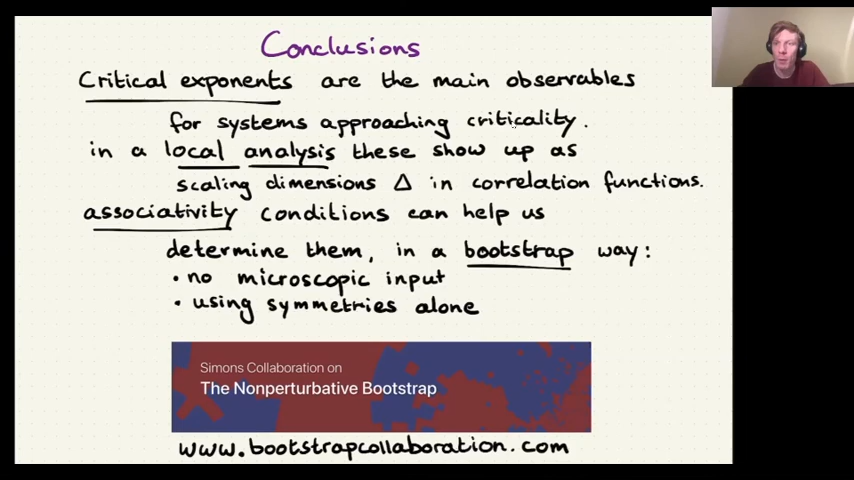 Conclusions
Critical exponents are the main observables
for systems approaching criticality.
in a local analysis these show up as
scaling dimensions Δ in correlation functions.
associativity conditions can help us
determine them, in a bootstrap way:
• no microscopic input
• using symmetries alone
Simons Collaboration on
The Nonperturbative Bootstrap
www.bootstrapcollaboration.com